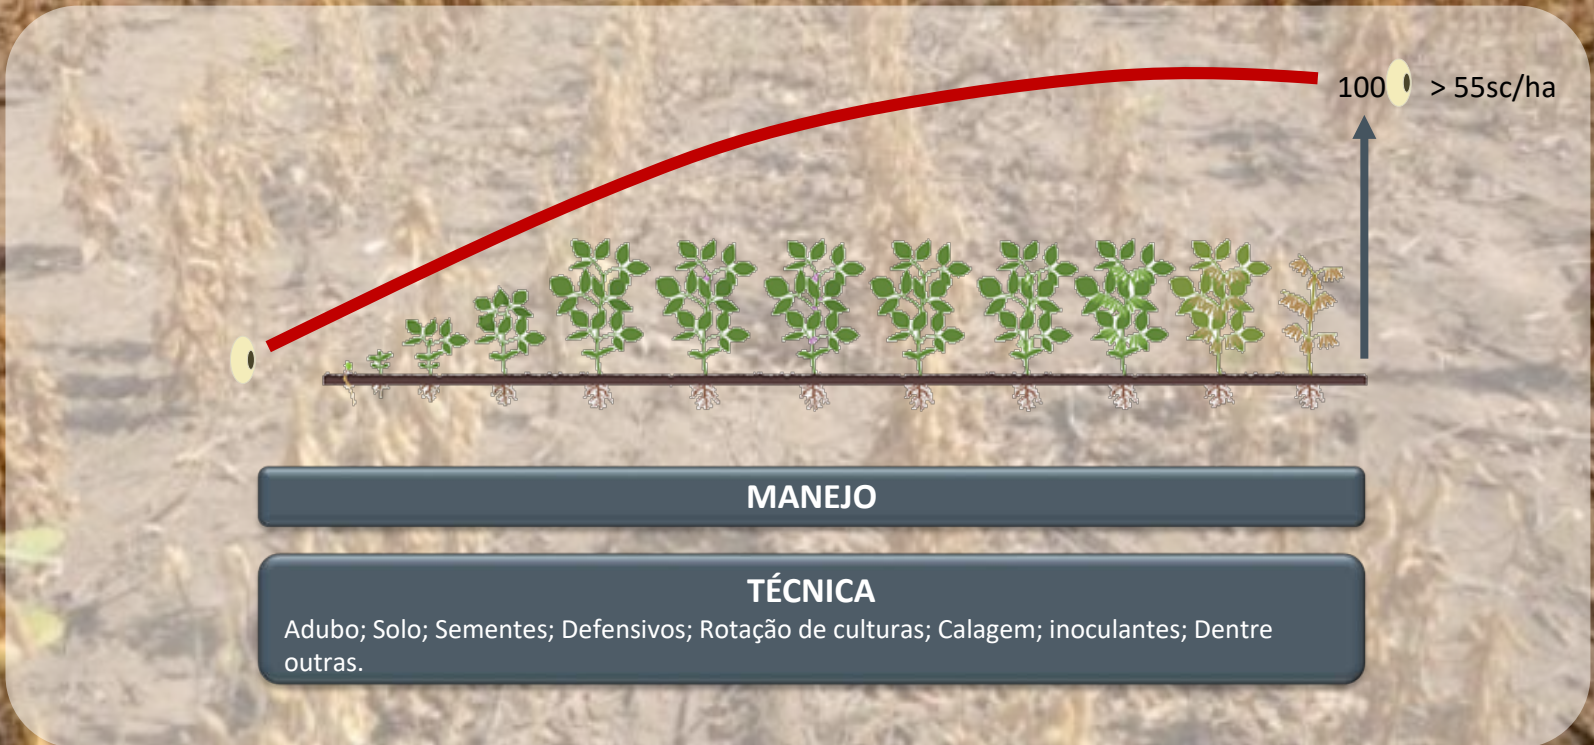 100 > 55sc/ha
MANEJO
TÉCNICA
Adubo; Solo; Sementes; Defensivos; Rotação de culturas; Calagem; inoculantes; Dentre
outras.